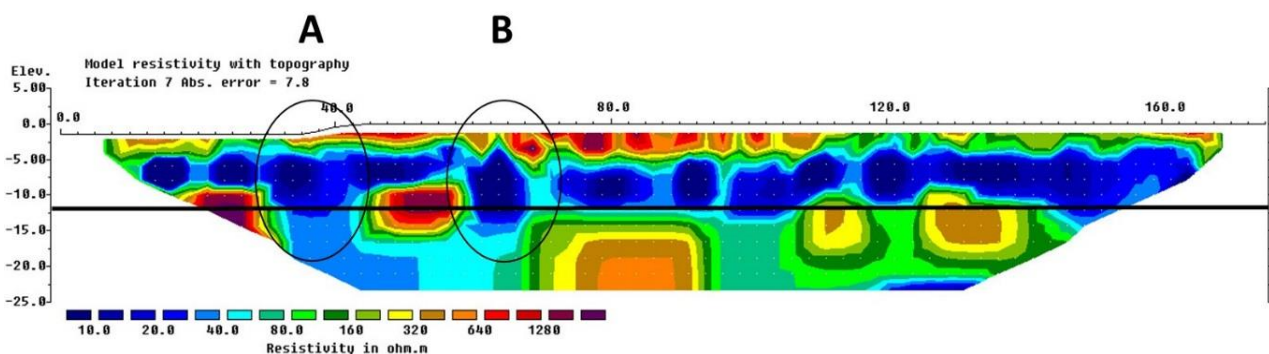 A B
Model resistivity with topography
Elev. Iteration 7 Abs. error = 7.8
5.00
0.0 40.0 80.0 120.0 160.0
0.0
-5.00
-10.0
-15.0
-20.0
-25.0
10.0 20.0 40.0 80.0 160 320 640 1280
Resistivity in ohm.m